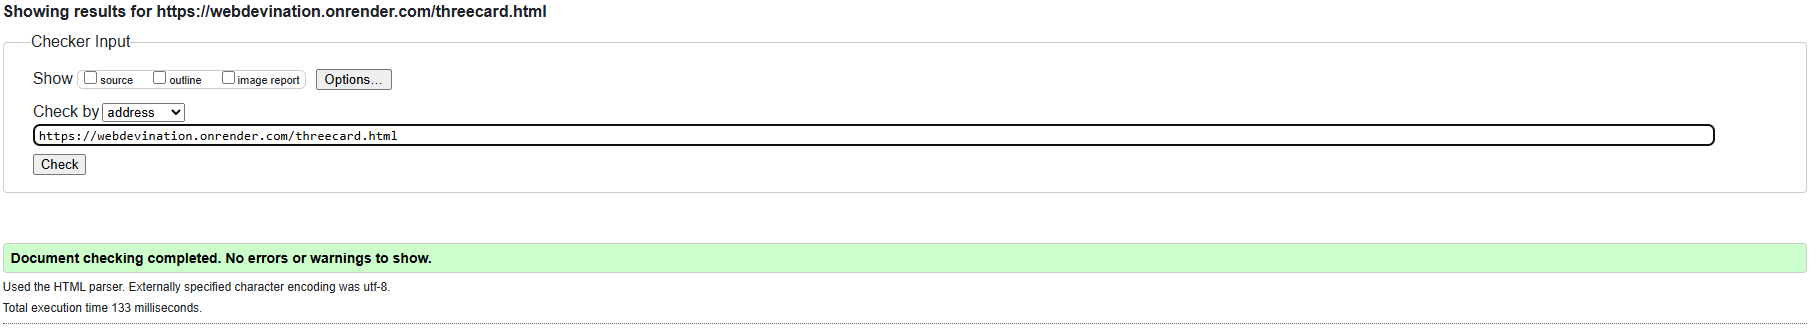 Showing results for https://webdevination.onrender.com/threecard.html
Checker Input
Show source outline image report Options...
Check by address
https://webdevination.onrender.com/threecard.html
Check
Document checking completed. No errors or warnings to show.
Used the HTML parser. Externally specified character encoding was utf-8.
Total execution time 133 milliseconds.